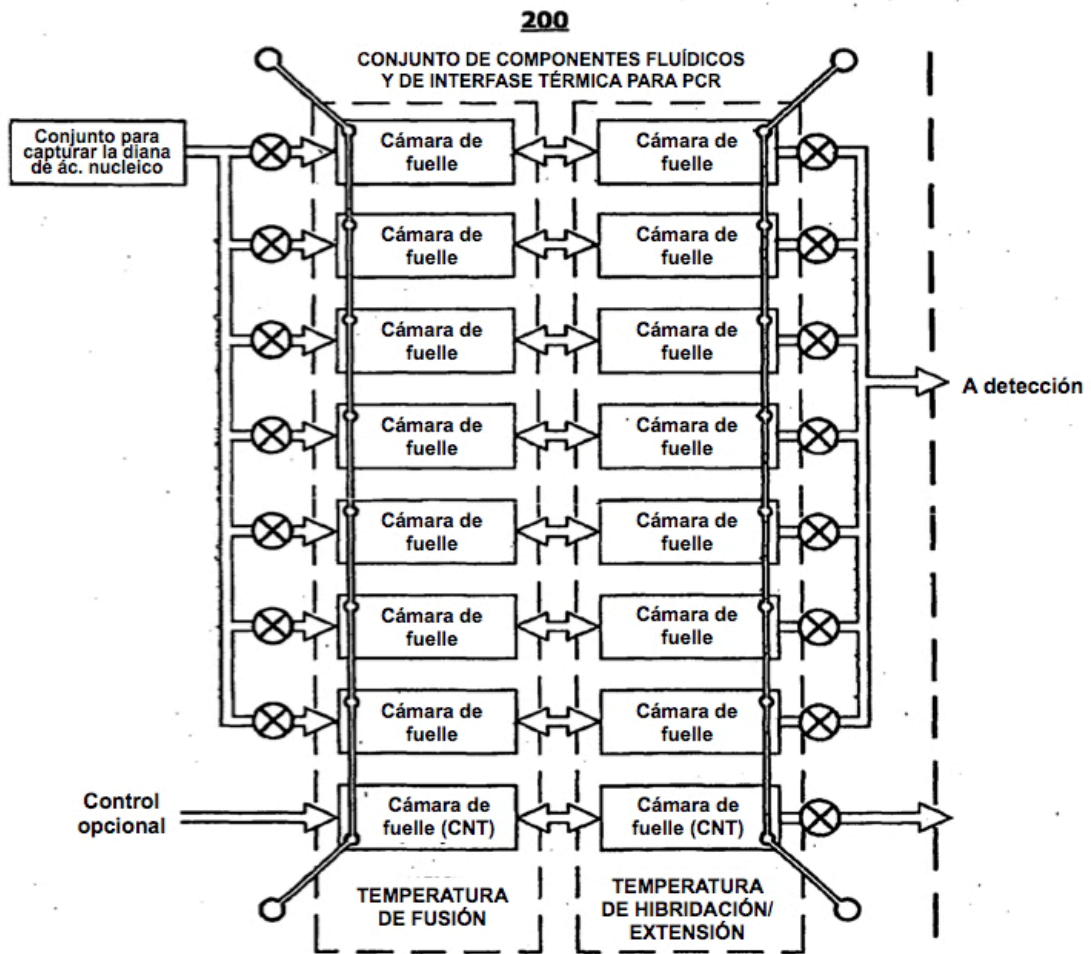 200
CONJUNTO DE COMPONENTES FLUÍDICOS
Y DE INTERFASE TÉRMICA PARA PCR
Conjunto para
capturar la diana
de ác. nucleico
Cámara de
fuelle
Cámara de
fuelle
Cámara de
fuelle
Cámara de
fuelle
Cámara de
fuelle
Cámara de
fuelle
A detección
Cámara de
fuelle
Cámara de
fuelle
Cámara de
fuelle
Cámara de
fuelle
Cámara de
fuelle
Cámara de
fuelle
Cámara de
fuelle
Cámara de
fuelle
Control
opcional
Cámara de
fuelle (CNT)
Cámara de
fuelle (CNT)
TEMPERATURA
DE FUSIÓN
TEMPERATURA
DE HIBRIDACIÓN/
EXTENSIÓN